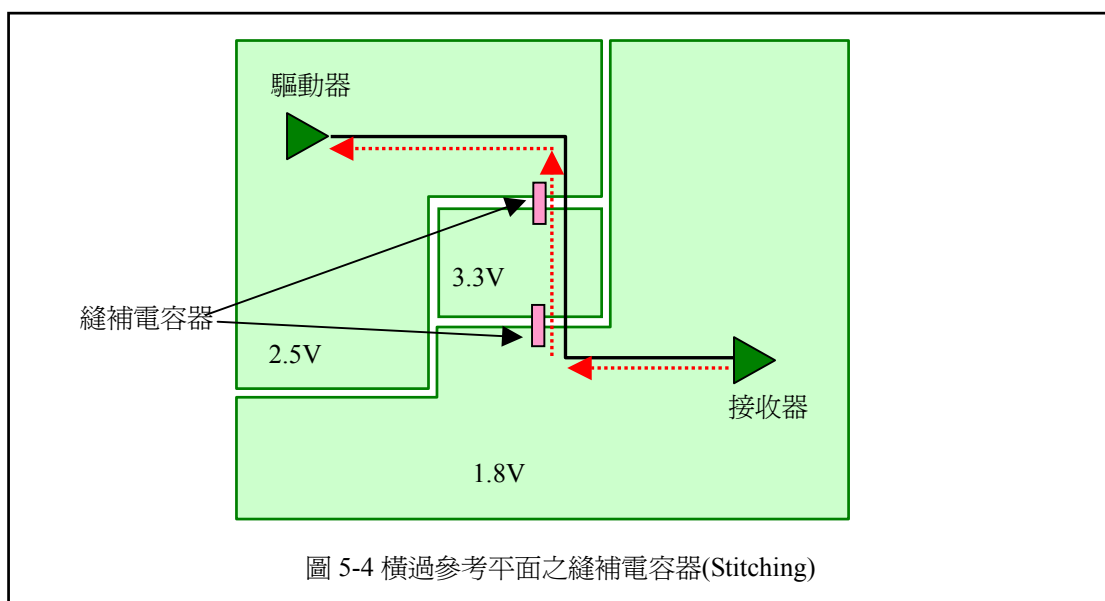 驅動器
3.3V
縫補電容器
2.5V
接收器
1.8V
圖 5-4 橫過參考平面之縫補電容器(Stitching)